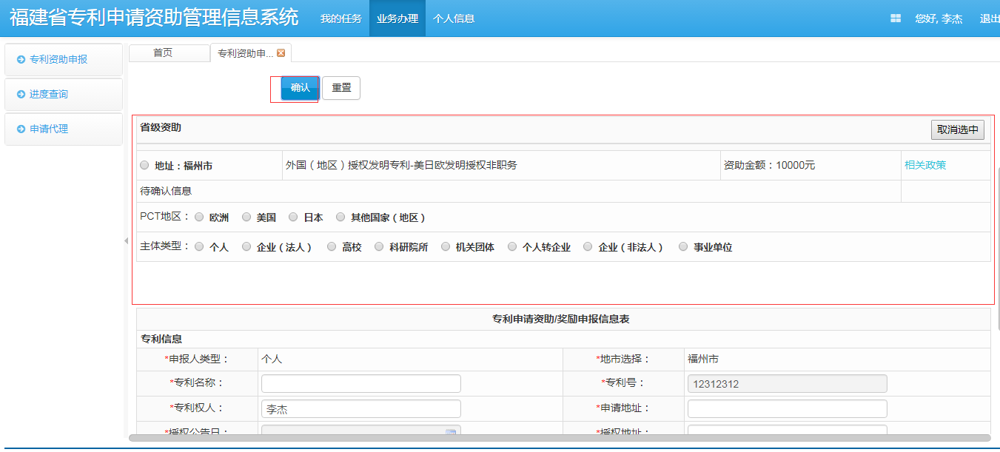 福建省专利申请资助管理信息系统 我的任务 业务办理 个人信息 您好, 李杰 退出
专利资助申报
进度查询
申请代理
首页 专利资助申...
确认 重置
省级资助 取消选中
地址：福州市 外国（地区）授权发明专利-美日欧发明授权非职务 资助金额：10000元 相关政策
待确认信息
PCT地区： 欧洲 美国 日本 其他国家（地区）
主体类型： 个人 企业（法人） 高校 科研院所 机关团体 个人转企业 企业（非法人） 事业单位
专利申请资助/奖励申报信息表
专利信息
*申报人类型： 个人 *地市选择： 福州市
*专利名称： *专利号： 12312312
*专利权人： 李杰 *申请地址：
*授权公告日： *授权地址：